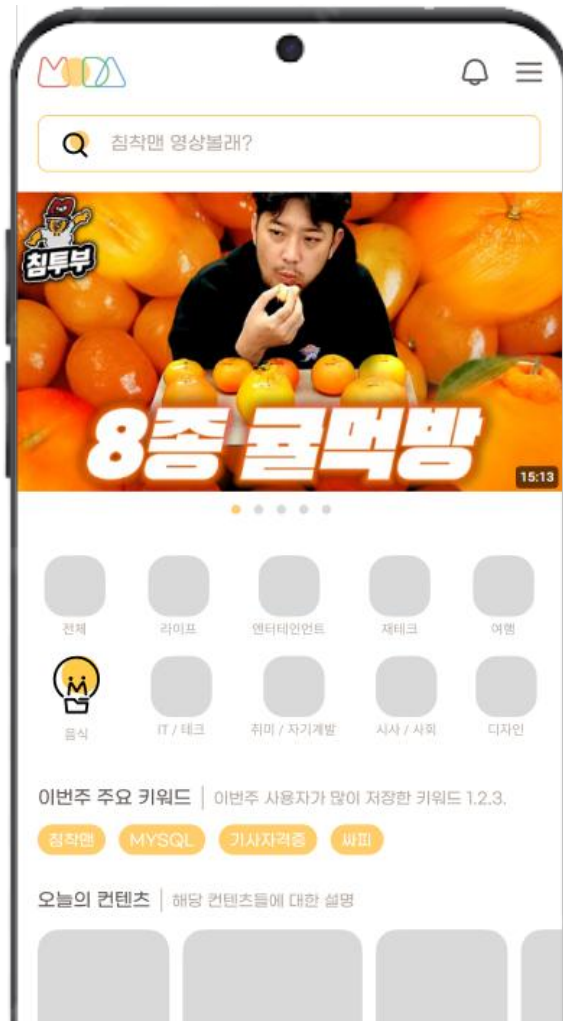 MODA
침착맨 영상볼래?
침투부
8종 귤먹방
15:13
전체 라이프 엔터테인먼트 재테크 여행
음식 IT / 테크 취미 / 자기계발 시사 / 사회 디자인
이번주 주요 키워드 | 이번주 사용자가 많이 저장한 키워드 1.2.3.
침착맨 MYSQL 기사자격증 싸피
오늘의 컨텐츠 | 해당 컨텐츠들에 대한 설명